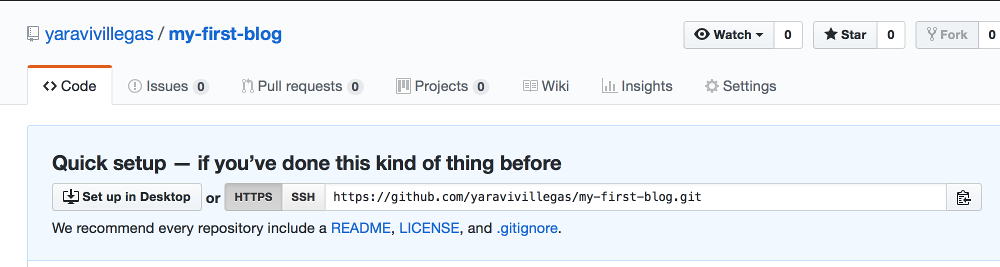 yaravivillegas / my-first-blog
Watch 0 Star 0 Fork 0
Code Issues 0 Pull requests 0 Projects 0 Wiki Insights Settings
Quick setup — if you’ve done this kind of thing before
Set up in Desktop or HTTPS SSH https://github.com/yaravivillegas/my-first-blog.git
We recommend every repository include a README, LICENSE, and .gitignore.